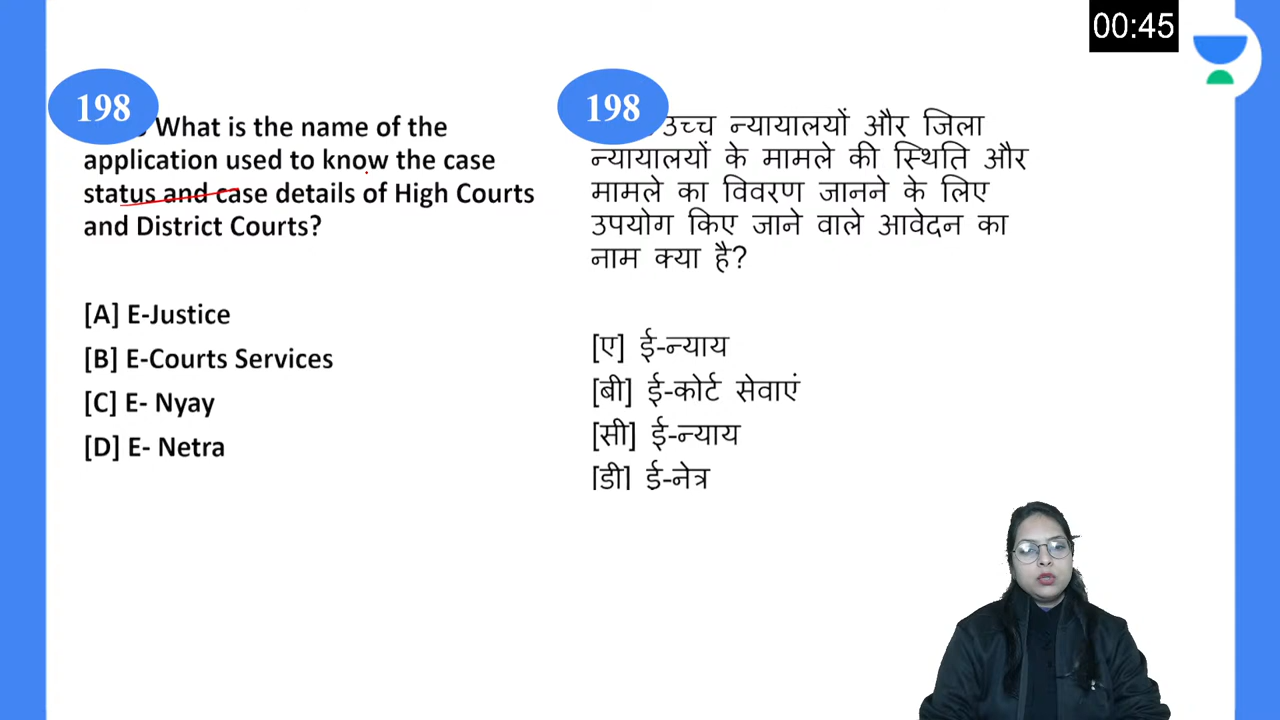 00:45
198
What is the name of the
application used to know the case
status and case details of High Courts
and District Courts?
[A] E-Justice
[B] E-Courts Services
[C] E- Nyay
[D] E- Netra
198
उच्च न्यायालयों और जिला
न्यायालयों के मामले की स्थिति और
मामले का विवरण जानने के लिए
उपयोग किए जाने वाले आवेदन का
नाम क्या है?
[ए] ई-न्याय
[बी] ई-कोर्ट सेवाएं
[सी] ई-न्याय
[डी] ई-नेत्र